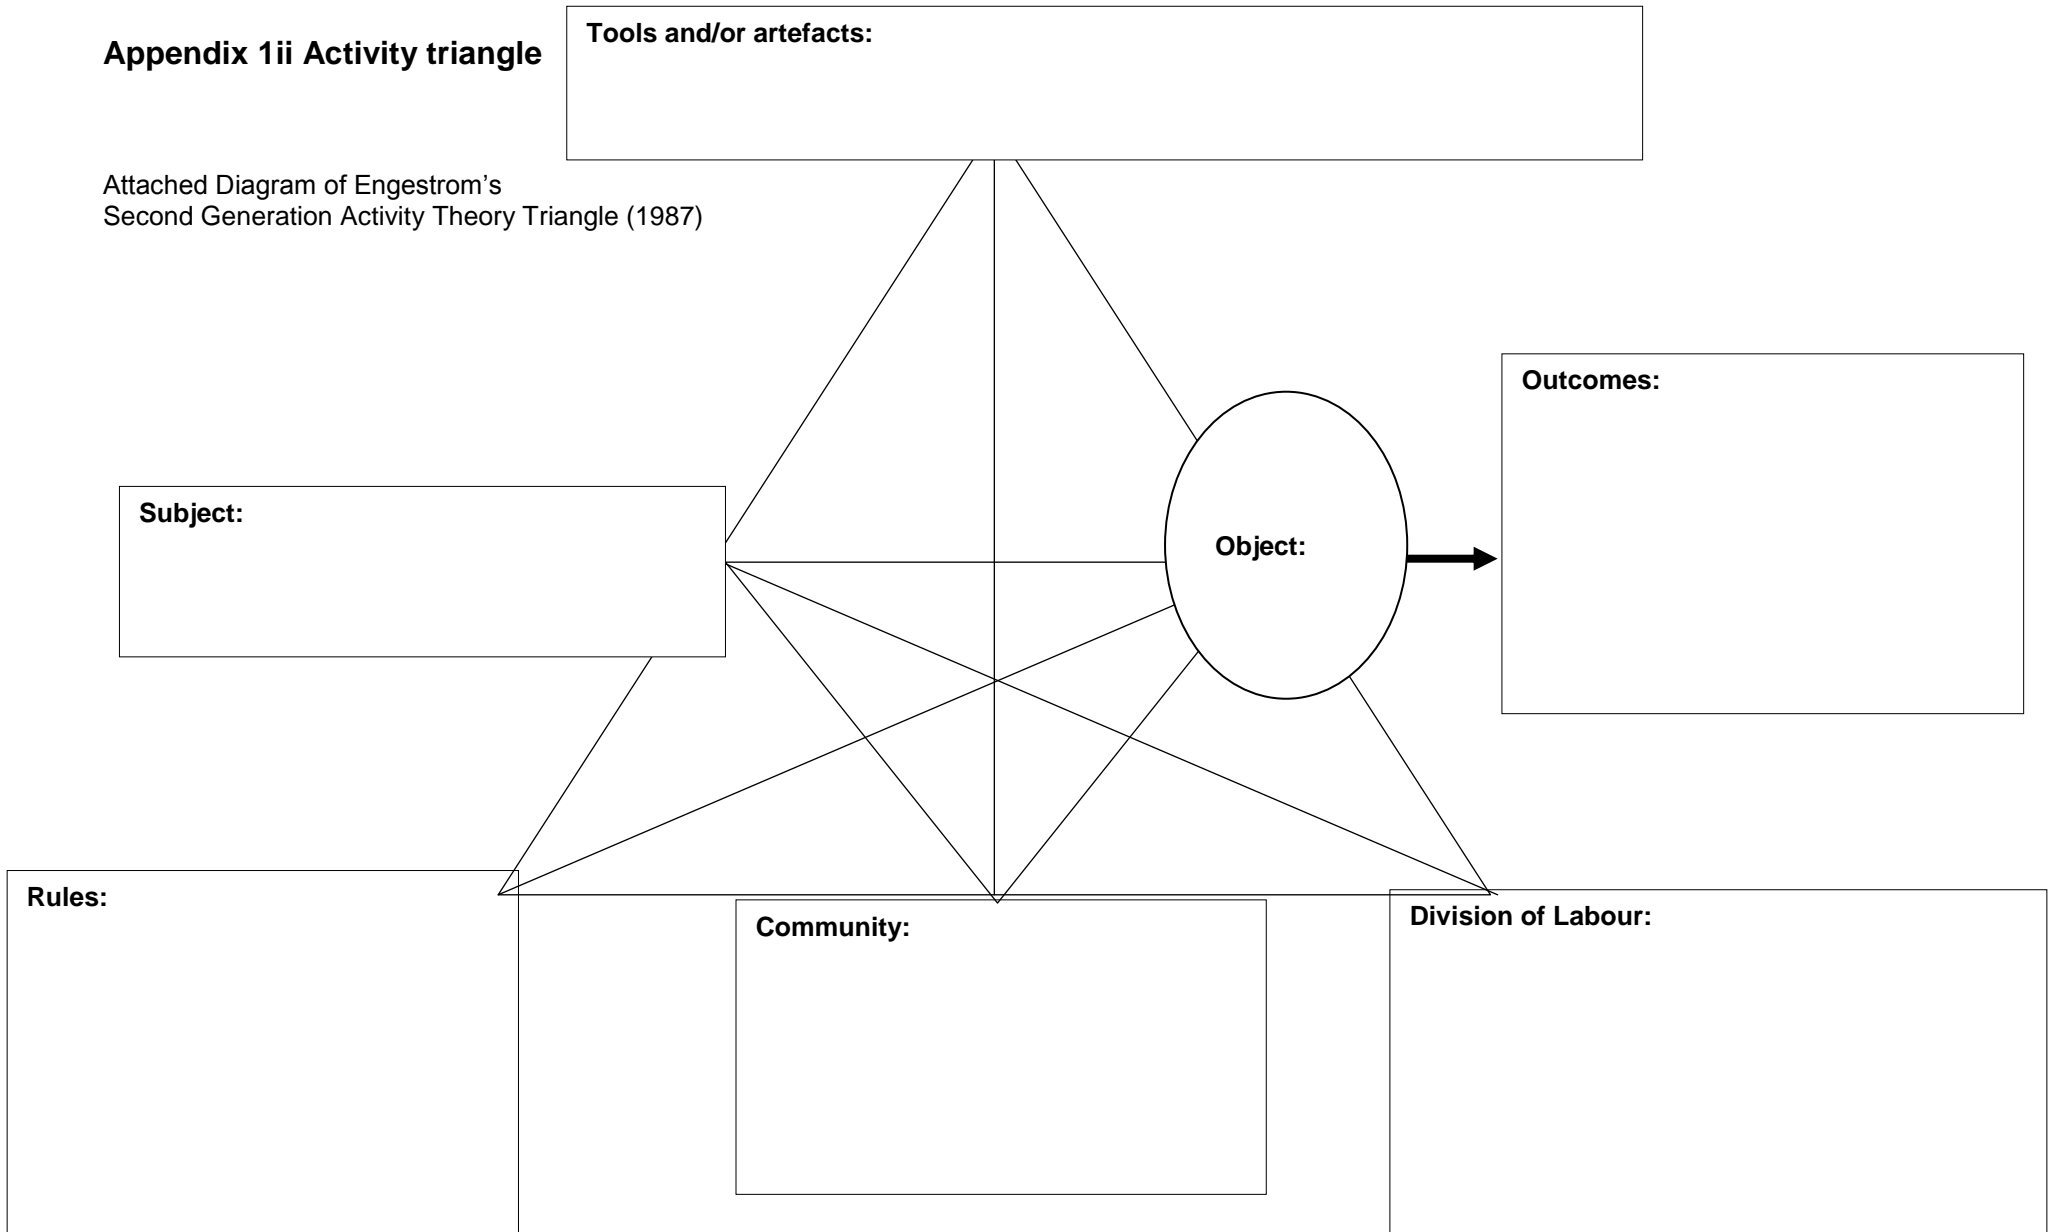 Appendix 1ii Activity triangle
Tools and/or artefacts:
Attached Diagram of Engestrom’s
Second Generation Activity Theory Triangle (1987)
Outcomes:
Subject:
Object:
Rules:
Community:
Division of Labour: